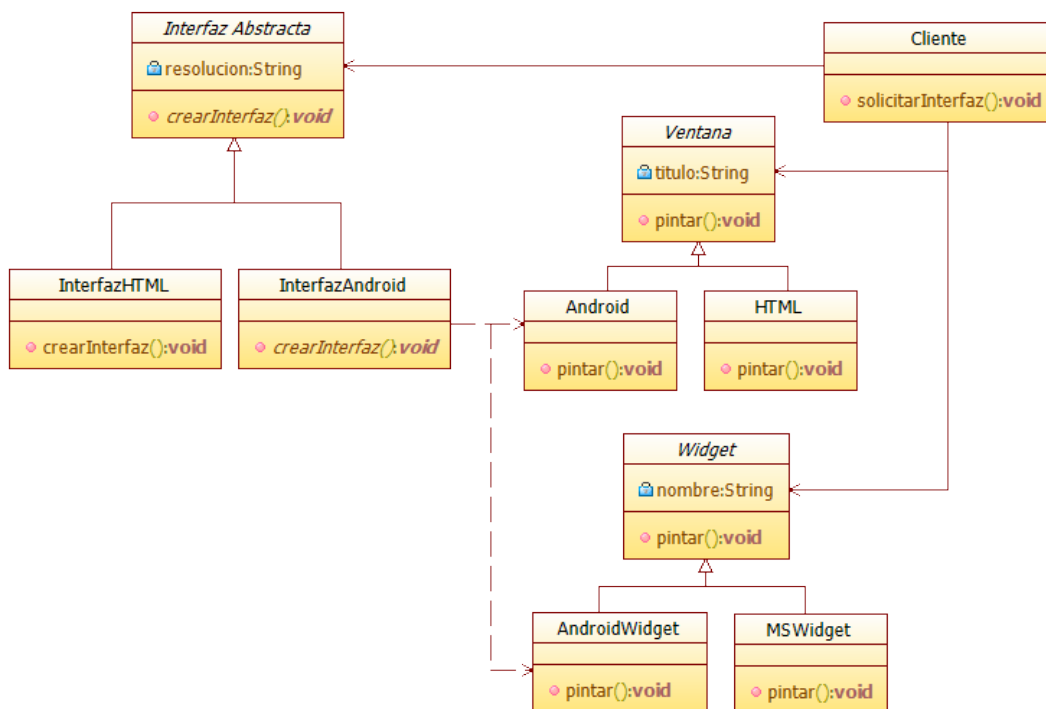 Interfaz Abstracta
resolucion:String
crearInterfaz():void
Cliente
solicitarInterfaz():void
Ventana
titulo:String
pintar():void
InterfazHTML
crearInterfaz():void
InterfazAndroid
crearInterfaz():void
Android
pintar():void
HTML
pintar():void
Widget
nombre:String
pintar():void
AndroidWidget
pintar():void
MSWidget
pintar():void